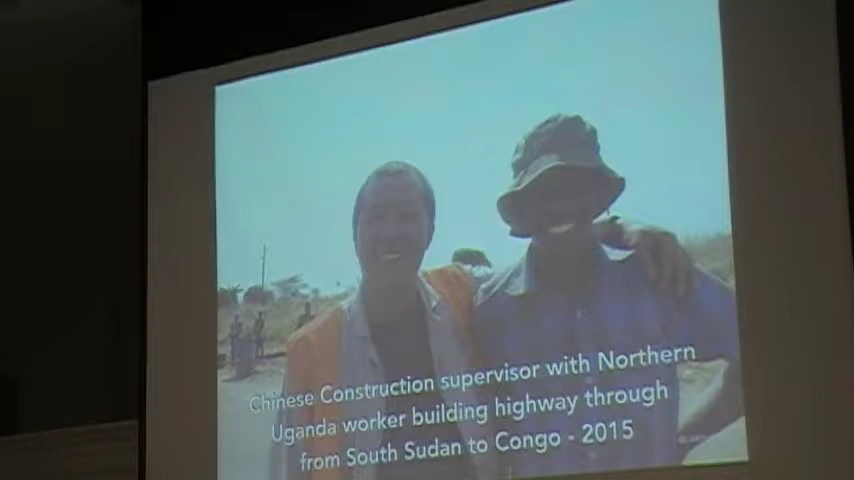 Chinese Construction supervisor with Northern
Uganda worker building highway through
from South Sudan to Congo - 2015